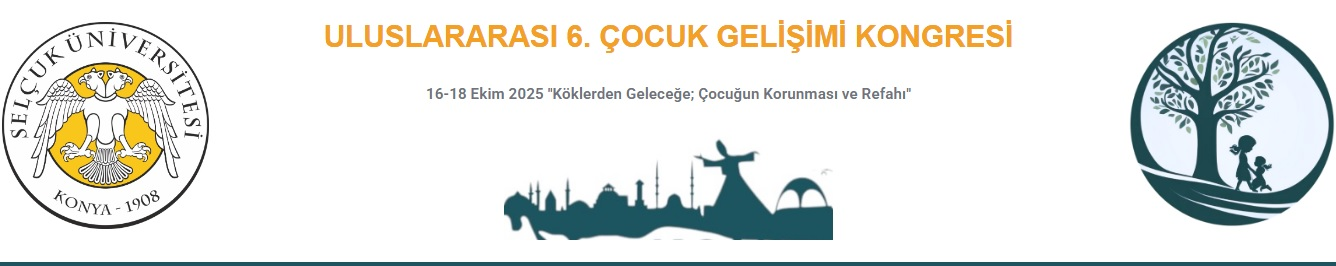 SELÇUK ÜNİVERSİTESİ
KONYA - 1908
ULUSLARARASI 6. ÇOCUK GELİŞİMİ KONGRESİ
16-18 Ekim 2025 "Köklerden Geleceğe; Çocuğun Korunması ve Refahı"